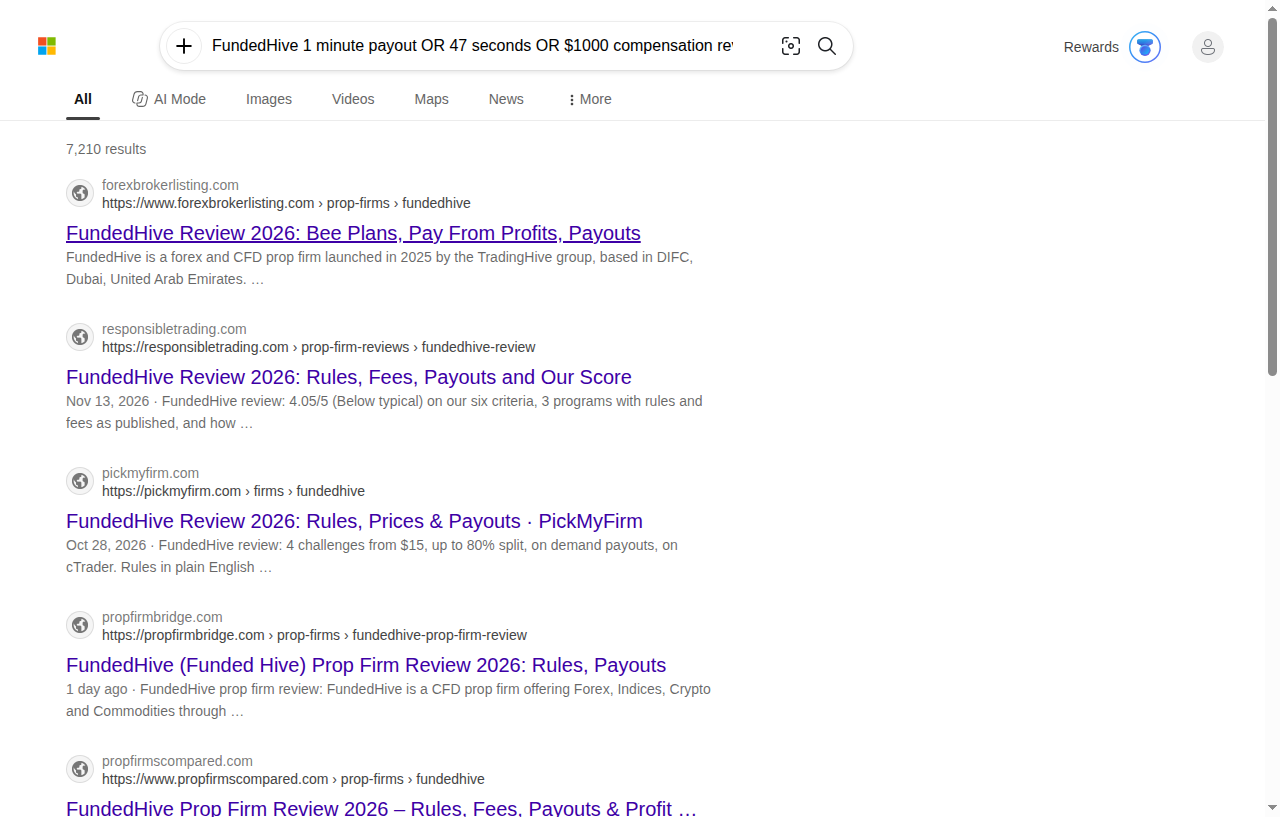 FundedHive 1 minute payout OR 47 seconds OR $1000 compensation re
Rewards
All
AI Mode
Images
Videos
Maps
News
More
7,210 results
forexbrokerlisting.com
https://www.forexbrokerlisting.com › prop-firms › fundedhive
FundedHive Review 2026: Bee Plans, Pay From Profits, Payouts
FundedHive is a forex and CFD prop firm launched in 2025 by the TradingHive group, based in DIFC,
Dubai, United Arab Emirates. …
responsibletrading.com
https://responsibletrading.com › prop-firm-reviews › fundedhive-review
FundedHive Review 2026: Rules, Fees, Payouts and Our Score
Nov 13, 2026 · FundedHive review: 4.05/5 (Below typical) on our six criteria, 3 programs with rules and
fees as published, and how …
pickmyfirm.com
https://pickmyfirm.com › firms › fundedhive
FundedHive Review 2026: Rules, Prices & Payouts · PickMyFirm
Oct 28, 2026 · FundedHive review: 4 challenges from $15, up to 80% split, on demand payouts, on
cTrader. Rules in plain English …
propfirmbridge.com
https://propfirmbridge.com › prop-firms › fundedhive-prop-firm-review
FundedHive (Funded Hive) Prop Firm Review 2026: Rules, Payouts
1 day ago · FundedHive prop firm review: FundedHive is a CFD prop firm offering Forex, Indices, Crypto
and Commodities through …
propfirmscompared.com
https://www.propfirmscompared.com › prop-firms › fundedhive
FundedHive Prop Firm Review 2026 – Rules, Fees, Payouts & Profit …